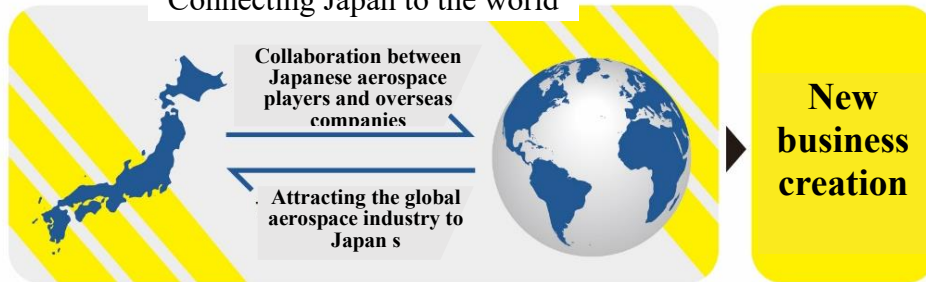 Connecting Japan to the world
Collaboration between
Japanese aerospace
players and overseas
companies
Attracting the global
aerospace industry to
Japan s
New
business
creation